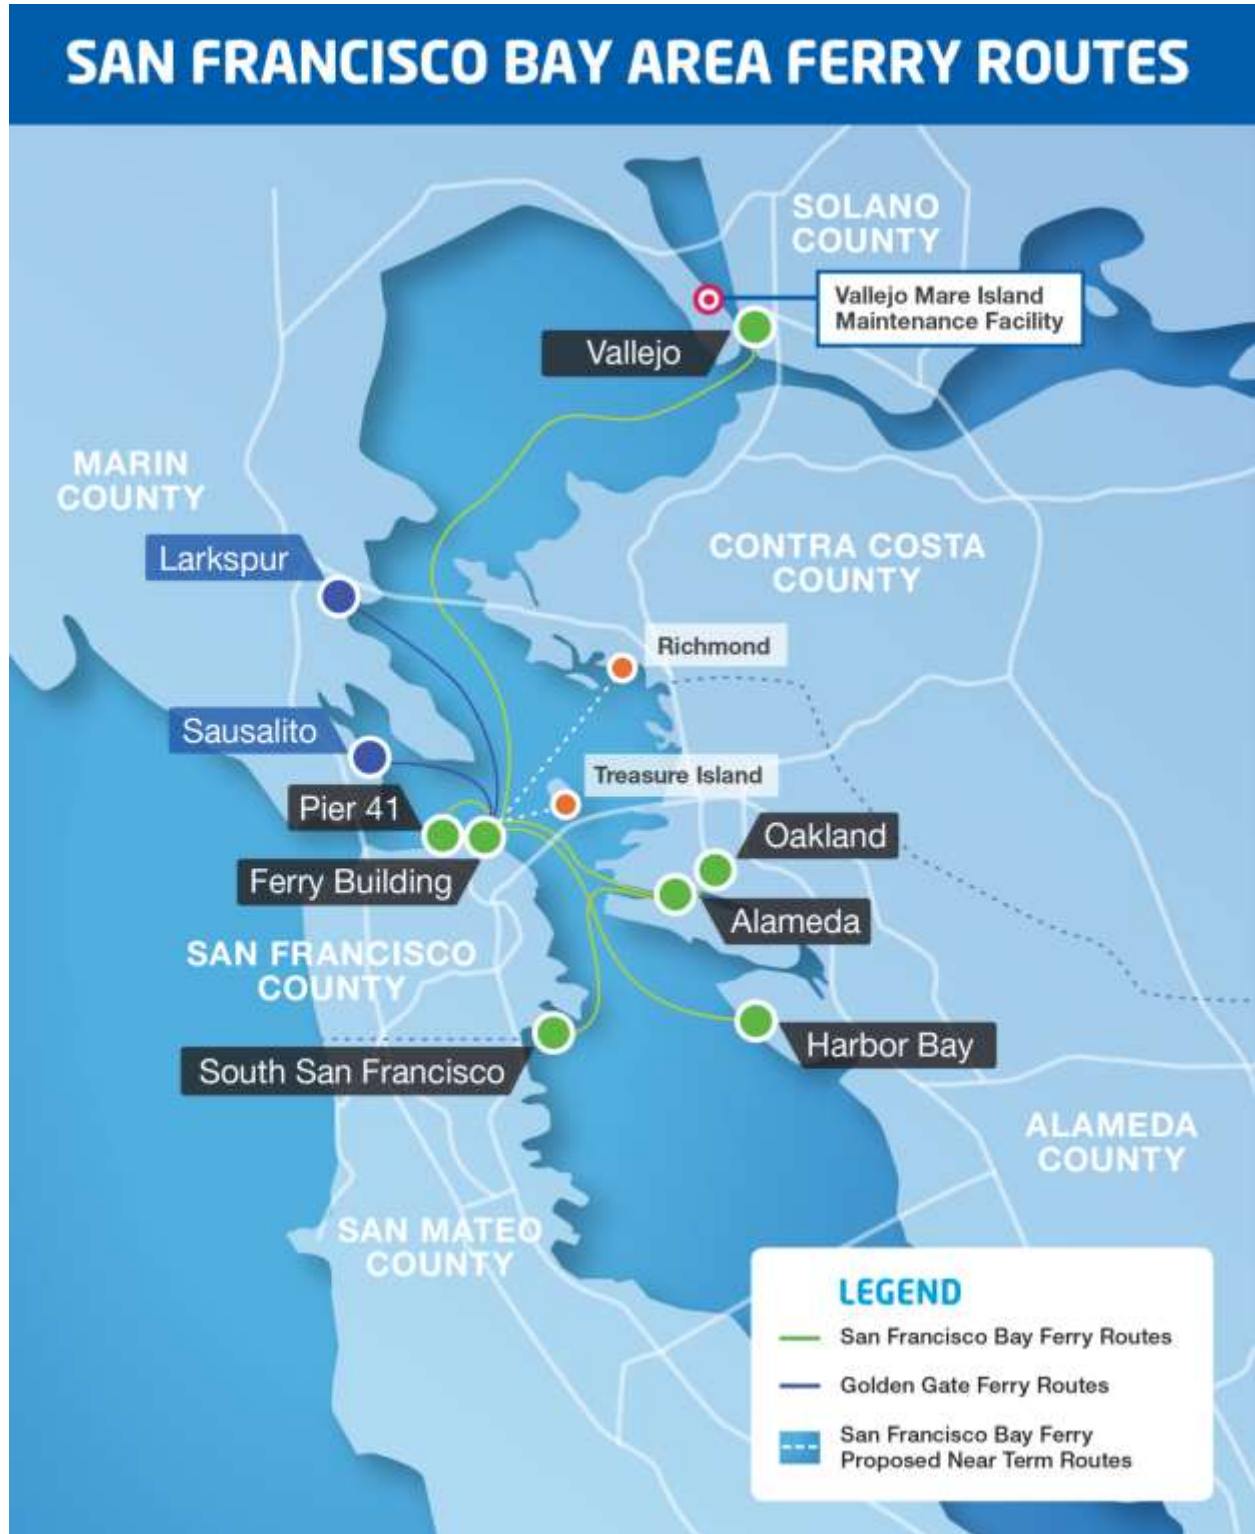 SAN FRANCISCO BAY AREA FERRY ROUTES
SOLANO
COUNTY
Vallejo Mare Island
Maintenance Facility
Vallejo
MARIN
COUNTY
Larkspur
CONTRA COSTA
COUNTY
Richmond
Sausalito
Treasure Island
Pier 41
Oakland
Ferry Building
Alameda
SAN FRANCISCO
COUNTY
Harbor Bay
South San Francisco
ALAMEDA
COUNTY
SAN MATEO
COUNTY
LEGEND
San Francisco Bay Ferry Routes
Golden Gate Ferry Routes
San Francisco Bay Ferry
Proposed Near Term Routes